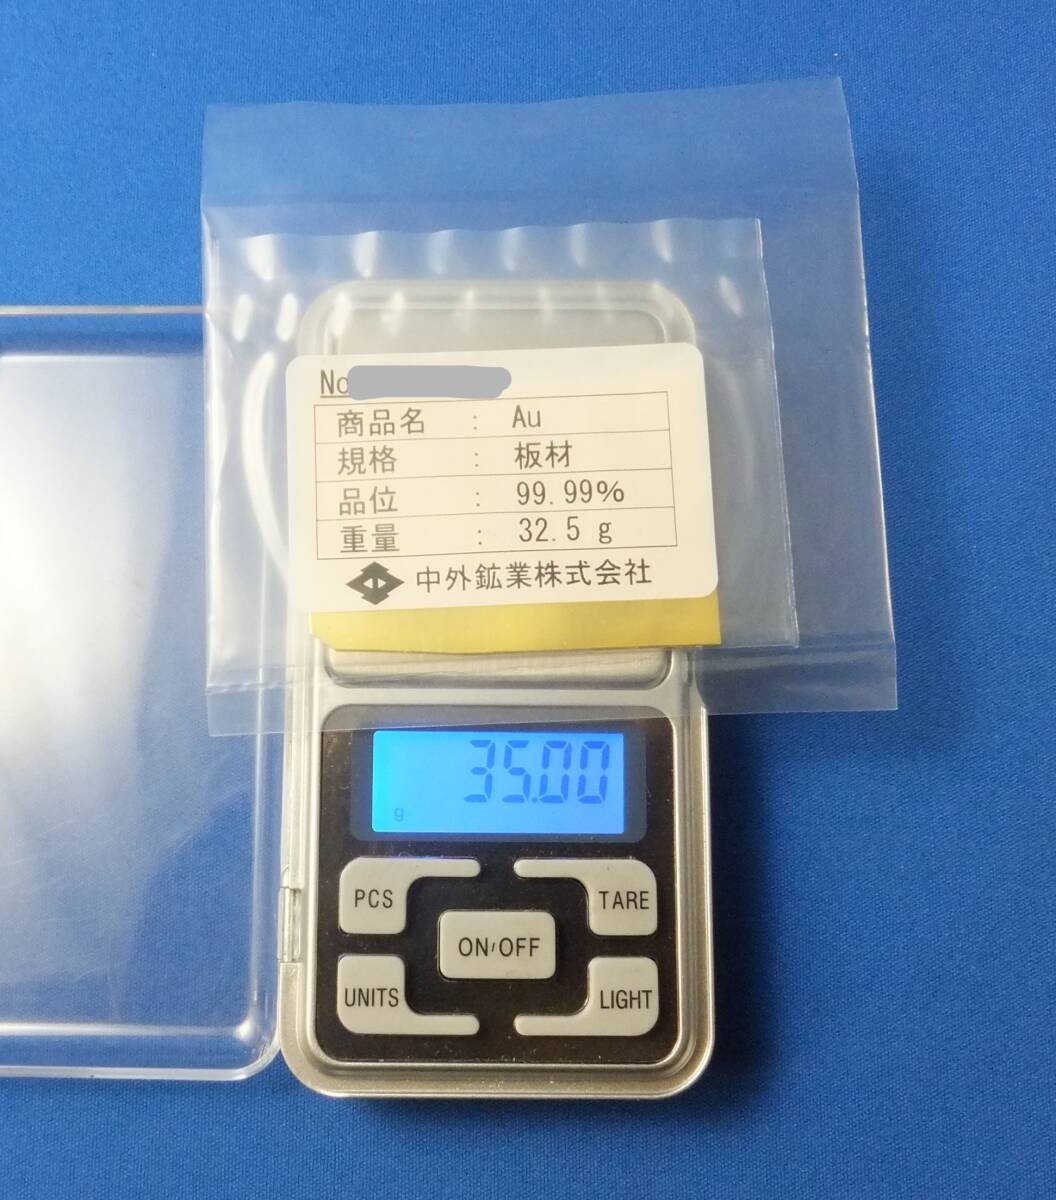 No
商品名 : Au
規格 : 板材
品位 : 99.99%
重量 : 32.5 g
中外鉱業株式会社
35.00
g
PCS
TARE
ON/OFF
UNITS
LIGHT